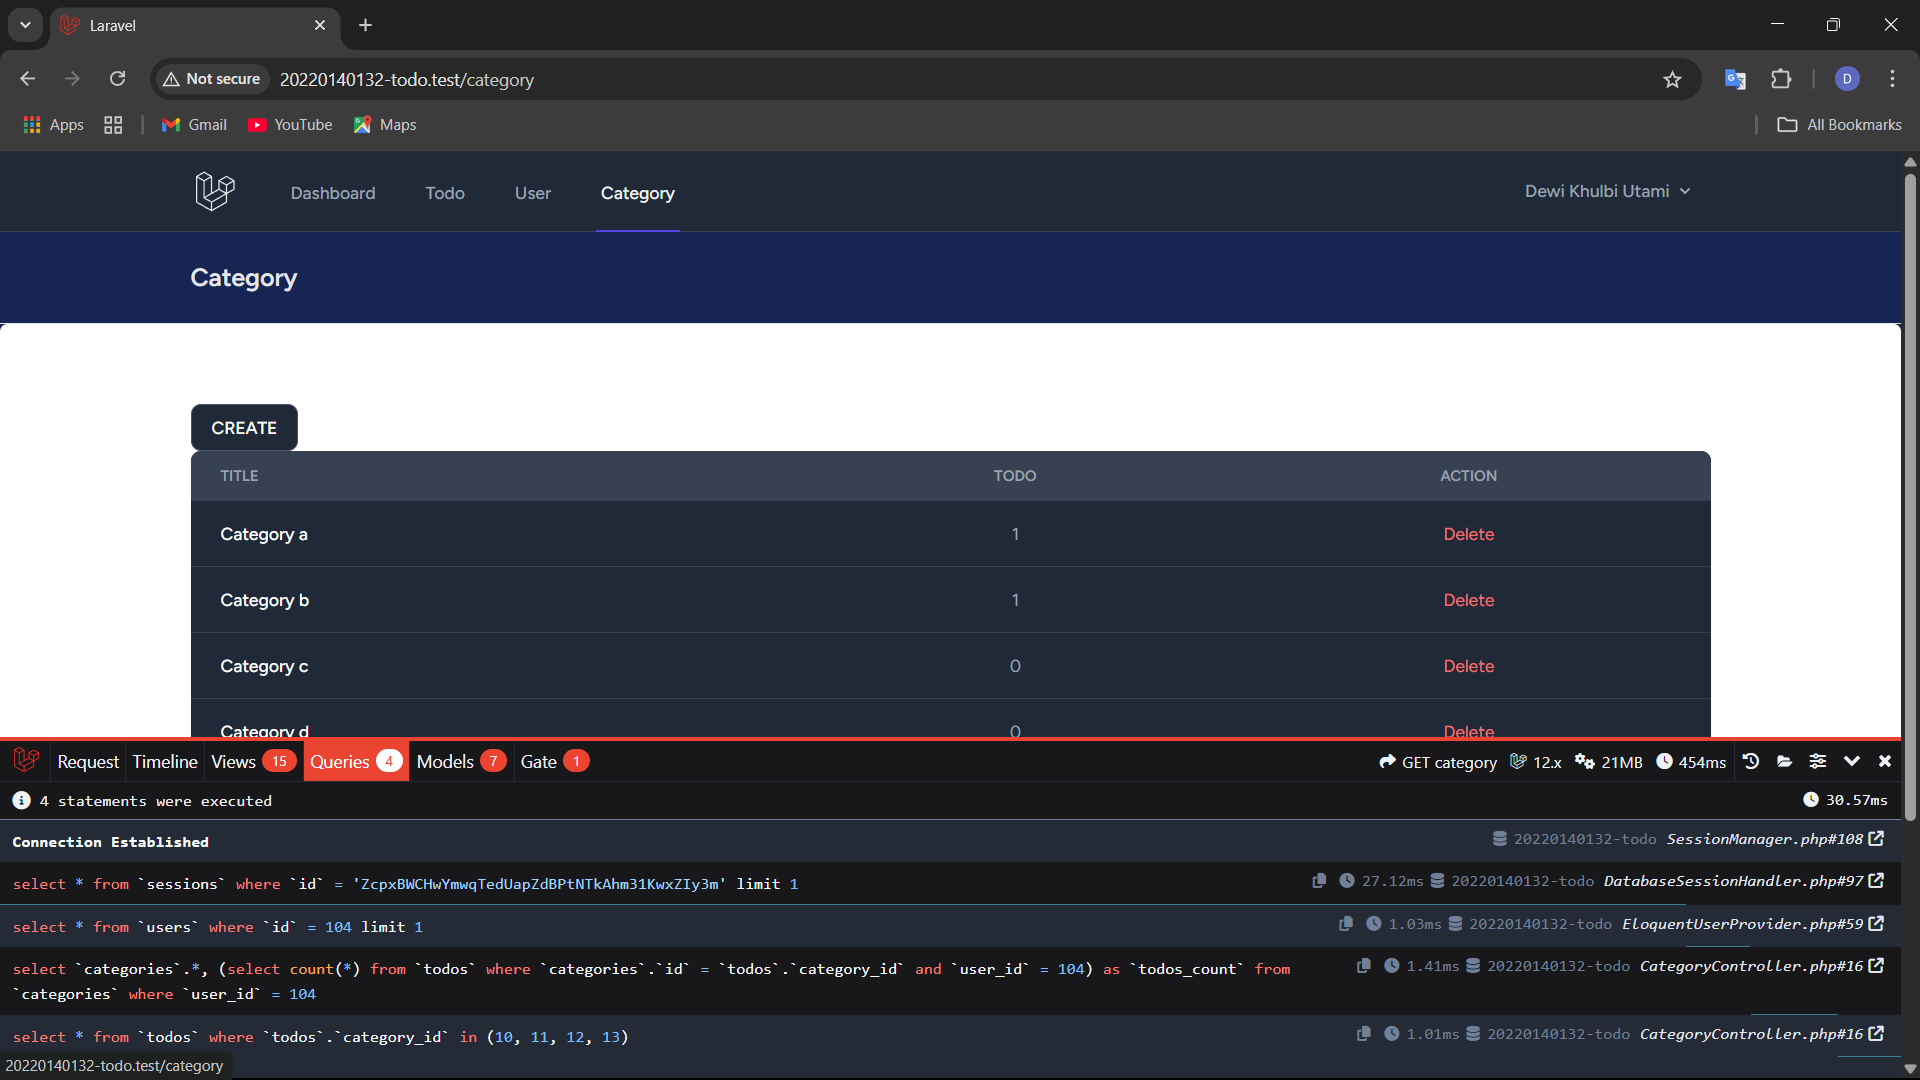 Laravel
Not secure 20220140132-todo.test/category
D
Apps Gmail YouTube Maps All Bookmarks
Dashboard Todo User Category Dewi Khulbi Utami
Category
CREATE
TITLE TODO ACTION
Category a 1 Delete
Category b 1 Delete
Category c 0 Delete
Category d 0 Delete
Request Timeline Views 15 Queries 4 Models 7 Gate 1 GET category 12.x 21MB 454ms
4 statements were executed 30.57ms
Connection Established 20220140132-todo SessionManager.php#108
select * from `sessions` where `id` = 'ZcpxBWCHwYmwqTedUapZdBPtNTkAhm31KwxZIy3m' limit 1 27.12ms 20220140132-todo DatabaseSessionHandler.php#97
select * from `users` where `id` = 104 limit 1 1.03ms 20220140132-todo EloquentUserProvider.php#59
select `categories`.*, (select count(*) from `todos` where `categories`.`id` = `todos`.`category_id` and `user_id` = 104) as `todos_count` from 1.41ms 20220140132-todo CategoryController.php#16
`categories` where `user_id` = 104
select * from `todos` where `todos`.`category_id` in (10, 11, 12, 13) 1.01ms 20220140132-todo CategoryController.php#16
20220140132-todo.test/category